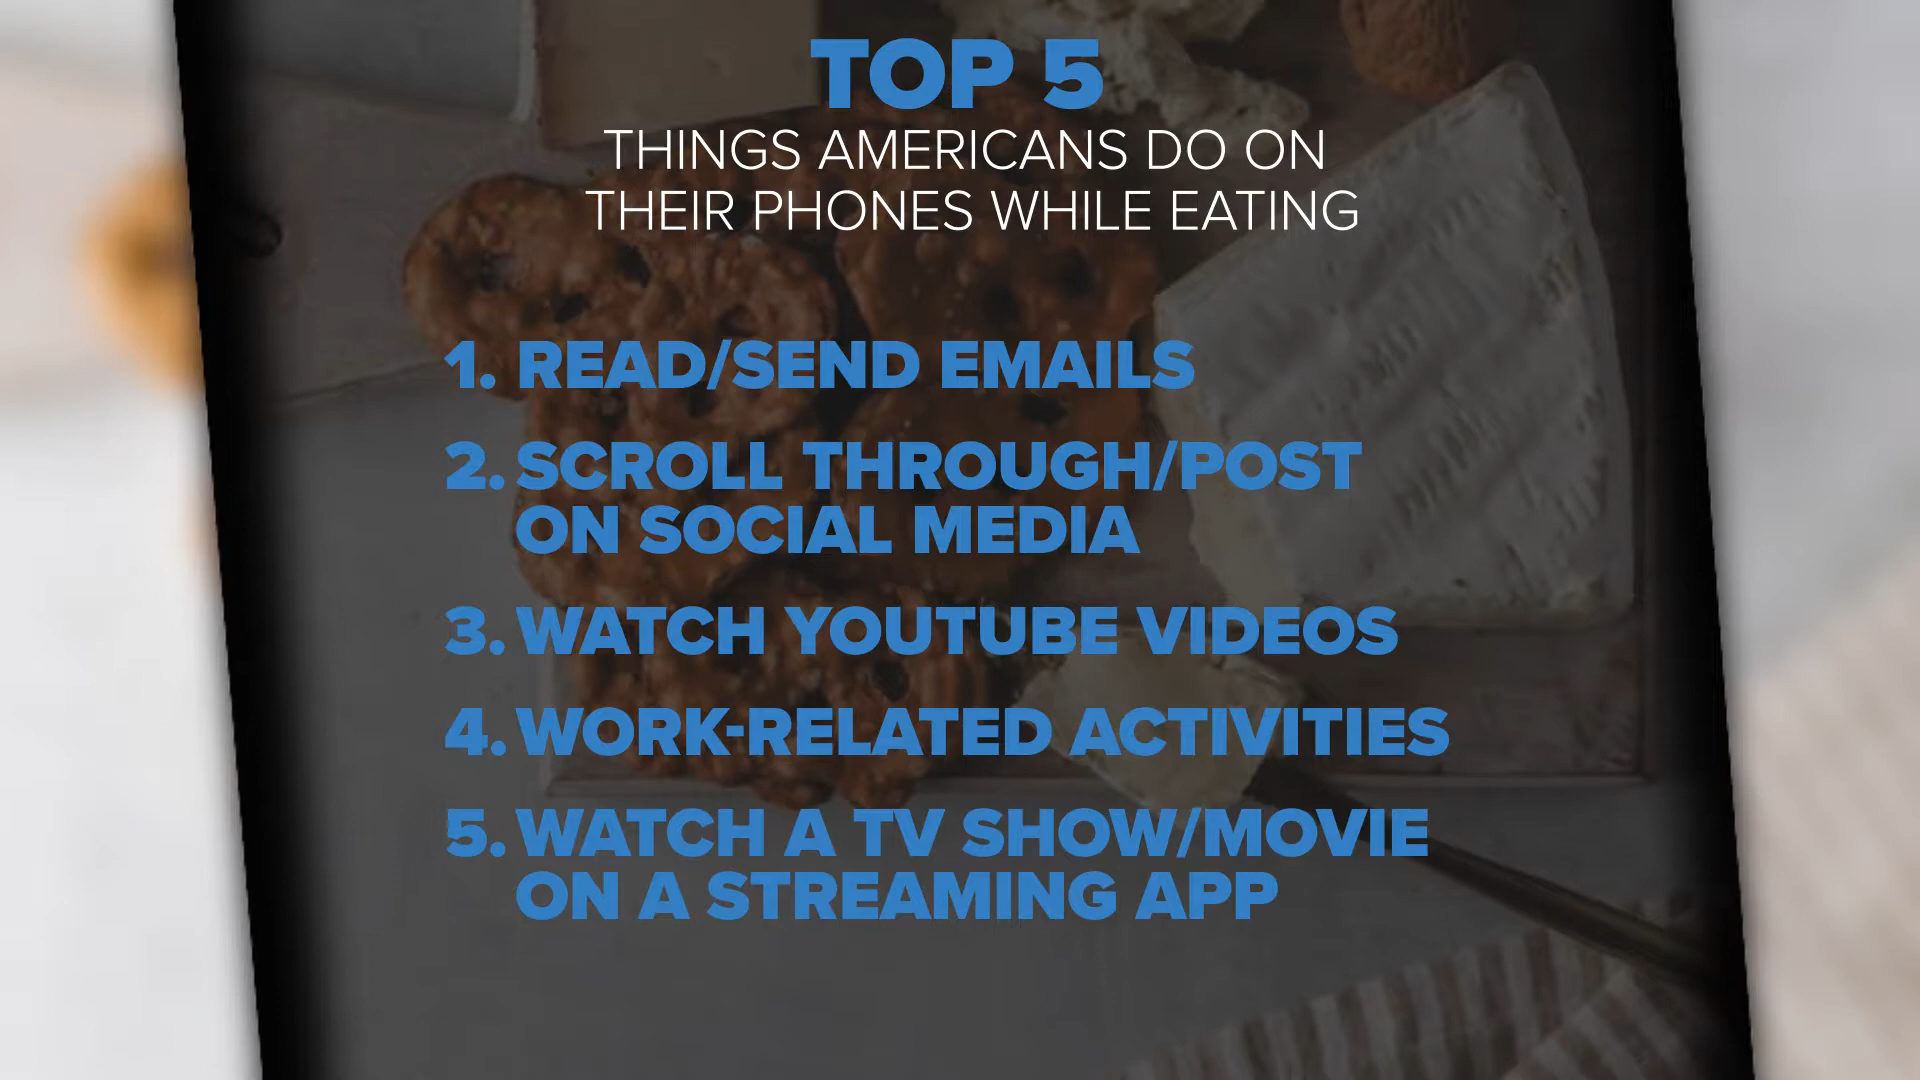 TOP 5
THINGS AMERICANS DO ON
THEIR PHONES WHILE EATING
1. READ/SEND EMAILS
2. SCROLL THROUGH/POST
ON SOCIAL MEDIA
3. WATCH YOUTUBE VIDEOS
4. WORK-RELATED ACTIVITIES
5. WATCH A TV SHOW/MOVIE
ON A STREAMING APP